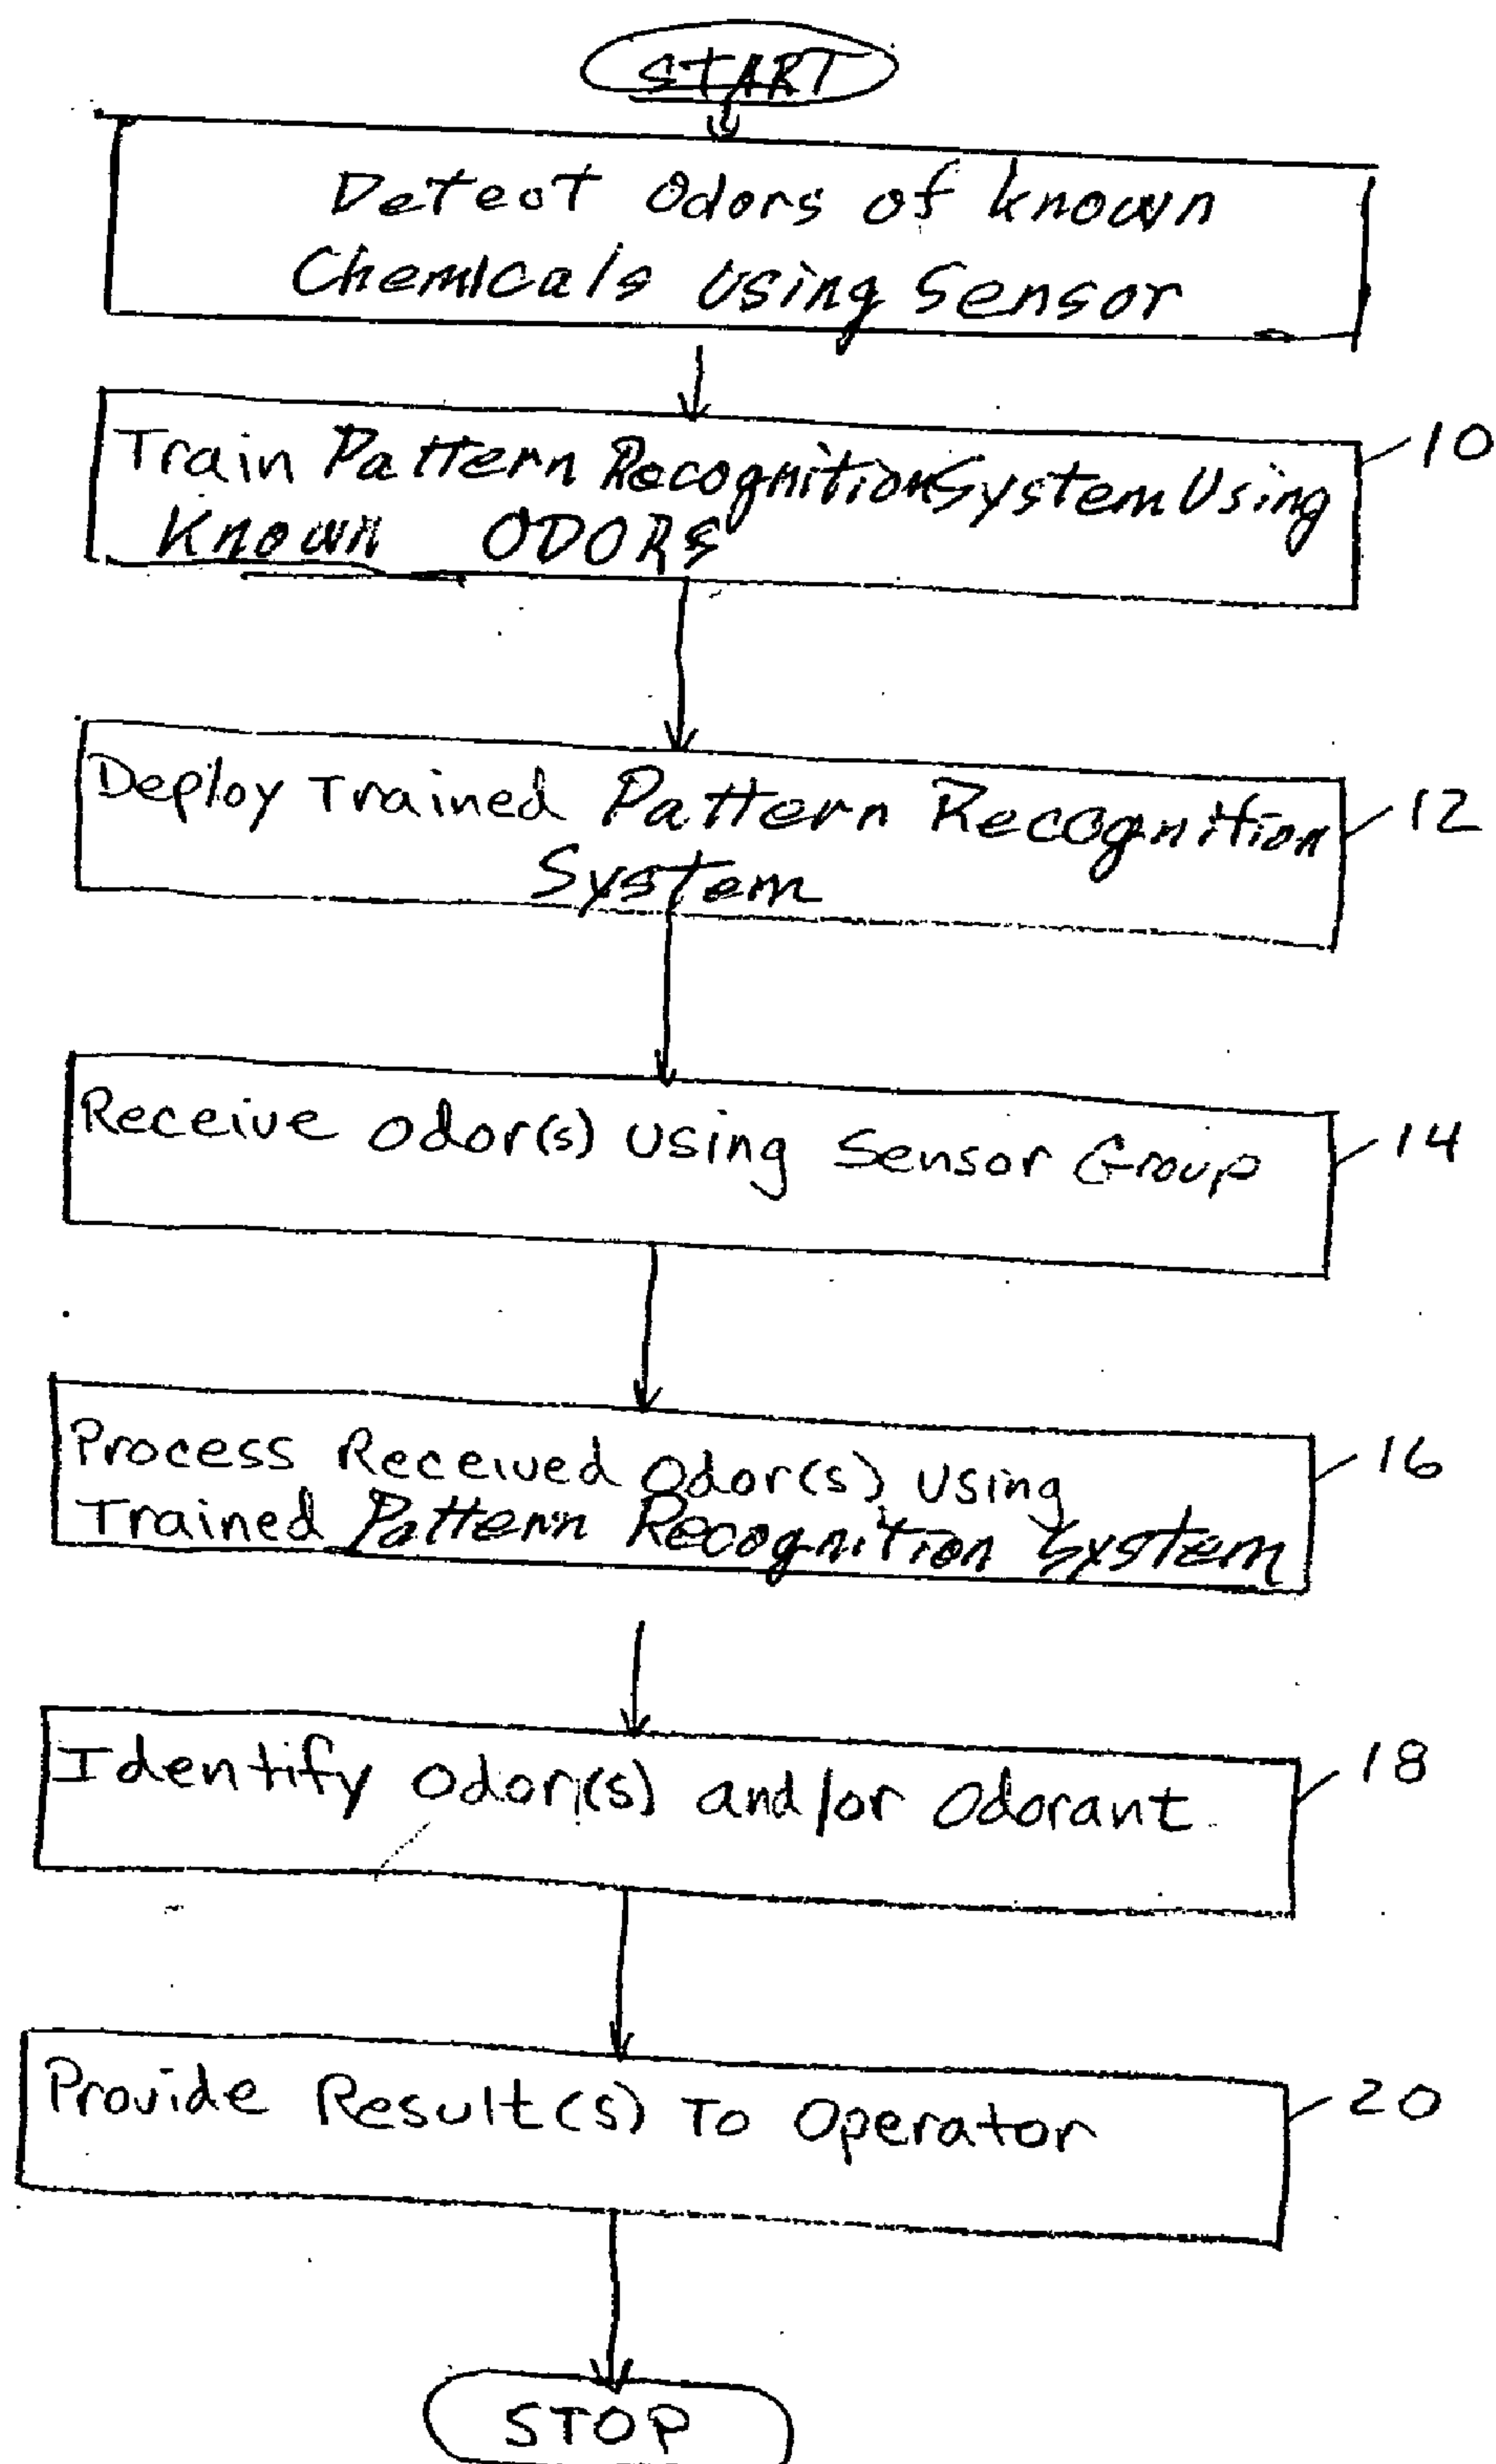 START
Detect Odors of known
Chemicals Using Sensor
Train Pattern Recognition System Using
Known ODORS
10
Deploy Trained Pattern Recognition
System
12
Receive Odor(s) Using Sensor Group
14
Process Received Odor(s) Using
Trained Pattern Recognition System
16
Identify Odor(s) and/or Odorant
18
Provide Result(s) To Operator
20
STOP